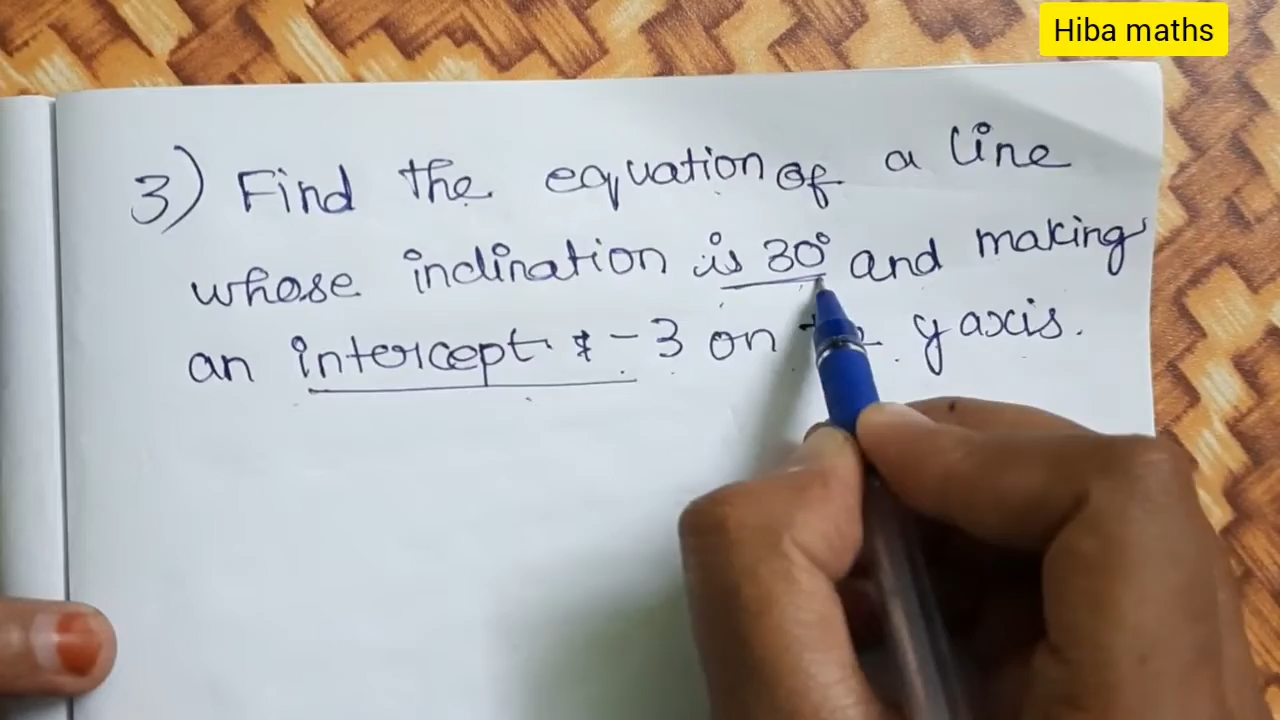 Hiba maths
3) Find the equation of a line
whose inclination is 30° and making
an intercept -3 on y axis.